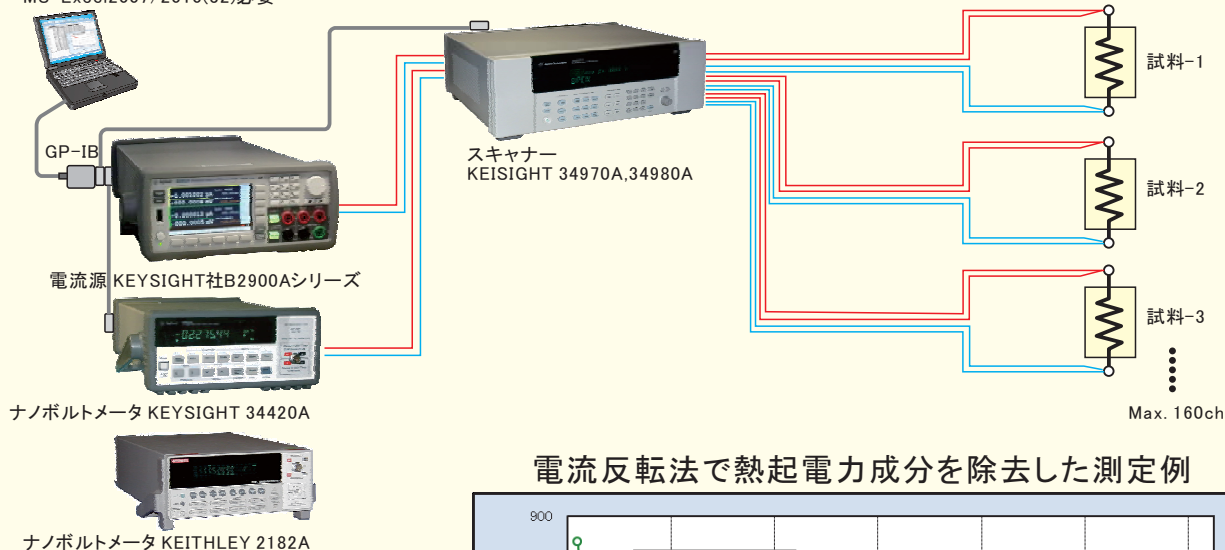 GP-IB
スキャナー
KEISIGHT 34970A,34980A
電流源 KEYSIGHT社B2900Aシリーズ
ナノボルトメータ KEYSIGHT 34420A
ナノボルトメータ KEITHLEY 2182A
試料-1
試料-2
試料-3
Max. 160ch
電流反転法で熱起電力成分を除去した測定例
900